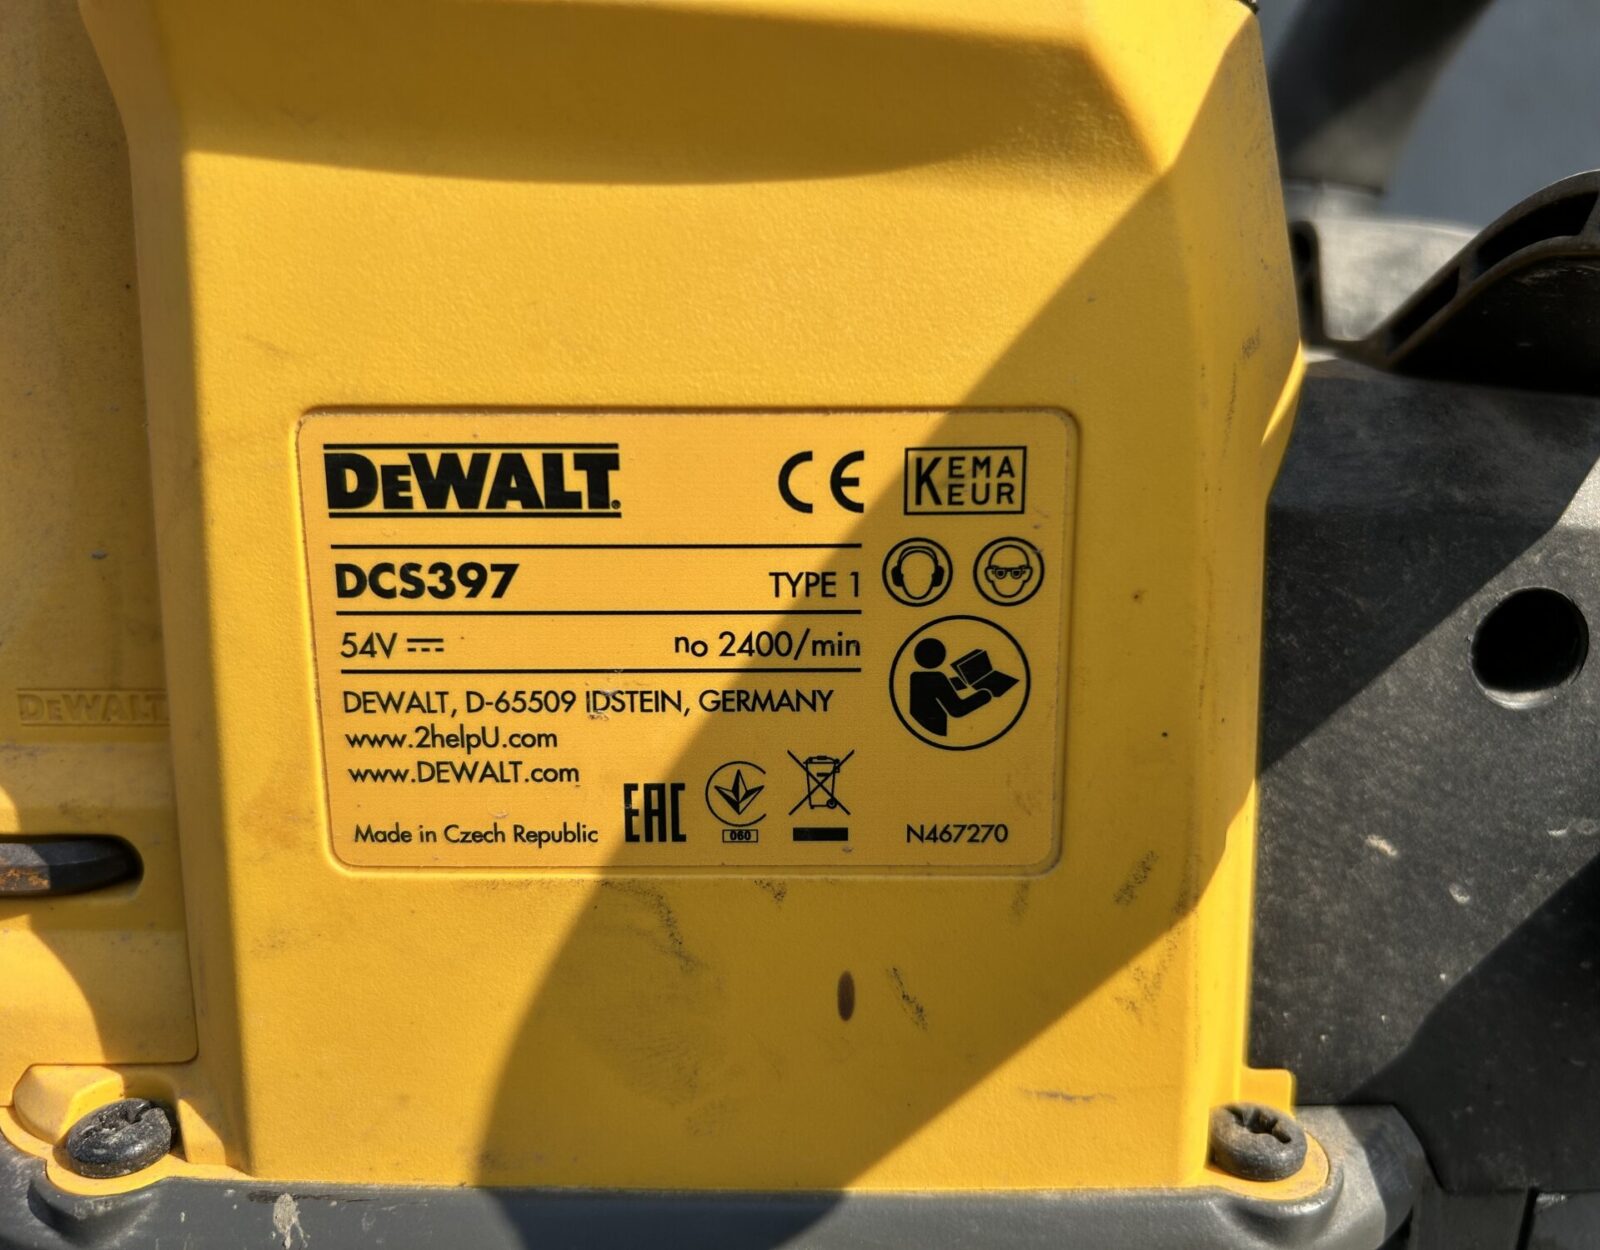 DEWALT
DEWALT.
CE
KEMA
KEUR
DCS397
TYPE 1
54V
no 2400/min
DEWALT, D-65509 IDSTEIN, GERMANY
www.2helpU.com
www.DEWALT.com
Made in Czech Republic
EAC
060
N467270